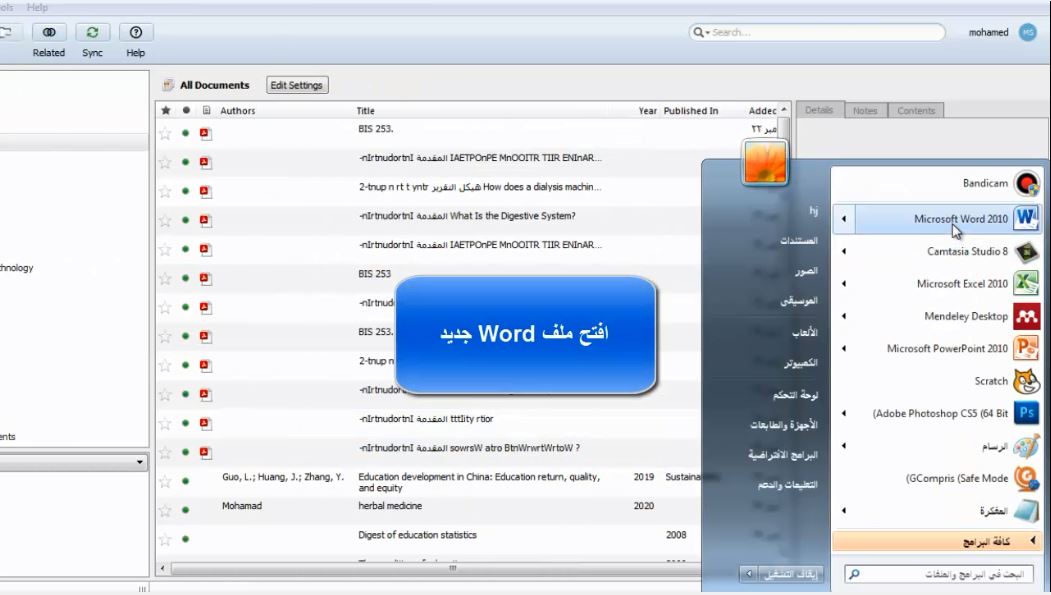 ols Help
Related Sync Help
Search...
mohamed MS
All Documents Edit Settings
Details Notes Contents
Authors Title Year Published In Added
BIS 253.
مبر ٢٢
-nIrtnudortnI المقدمة IAETPOnPE MnOOITR TIIR ENInAR...
2-tnup n rt t yntr هيكل التقرير How does a dialysis machin...
-nIrtnudortnI المقدمة What Is the Digestive System?
-nIrtnudortnI المقدمة IAETPOnPE MnOOITR TIIR ENInAR...
BIS 253
BIS 253.
2-tnup n
-nIrtnudor
-nIrtnudortnI المقدمة tttIity rtior
-nIrtnudortnI المقدمة sowrsW atro BtnWrwrtWrtoW ?
Guo, L.; Huang, J.; Zhang, Y. Education development in China: Education return, quality, and equity 2019 Sustaina
Mohamad herbal medicine 2020
Digest of education statistics 2008
hnology
ents
افتح ملف Word جديد
hj
المستندات
الصور
الموسيقى
الألعاب
الكمبيوتر
لوحة التحكم
الأجهزة والطابعات
البرامج الافتراضية
التعليمات والدعم
إيقاف التشغيل
Bandicam
Microsoft Word 2010
Camtasia Studio 8
Microsoft Excel 2010
Mendeley Desktop
Microsoft PowerPoint 2010
Scratch
(Adobe Photoshop CS5 (64 Bit
الرسام
(GCompris (Safe Mode
المفكرة
كافة البرامج
البحث في البرامج والملفات